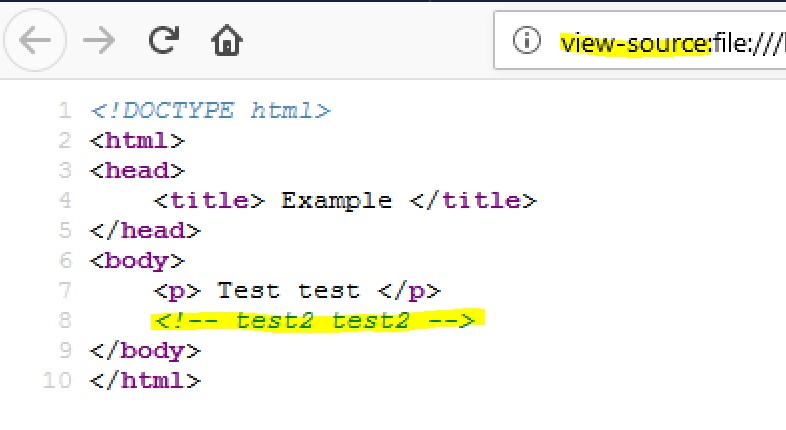 view-source:file:///
1 <!DOCTYPE html>
2 <html>
3 <head>
4 <title> Example </title>
5 </head>
6 <body>
7 <p> Test test </p>
8 <!-- test2 test2 -->
9 </body>
10 </html>